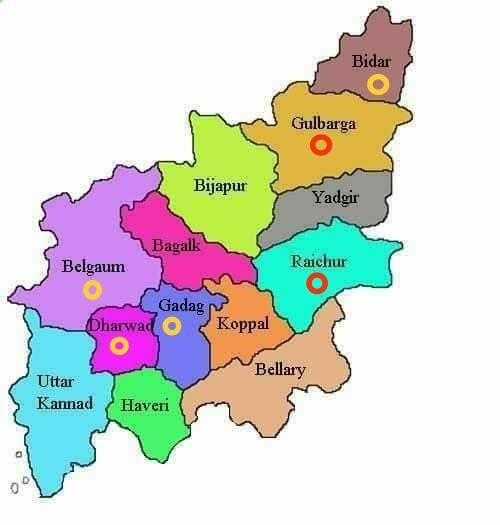 Bidar
Gulbarga
Bijapur
Yadgir
Bagalk
Raichur
Belgaum
Gadag
Dharwad
Koppal
Bellary
Uttar
Kannad
Haveri